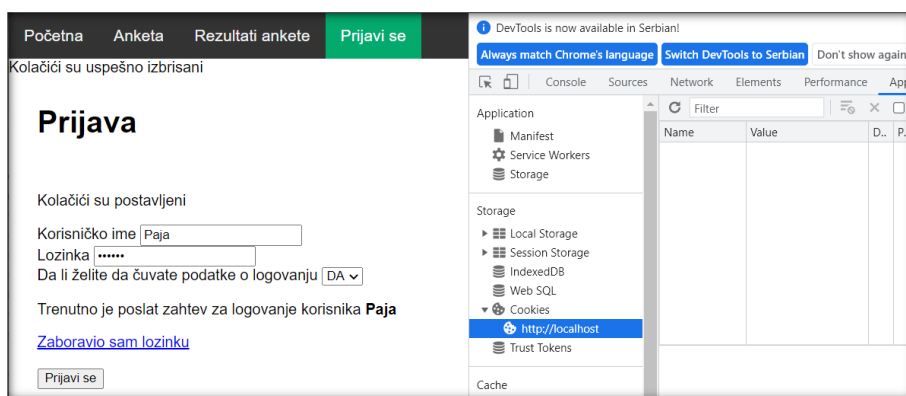 Početna Anketa Rezultati ankete Prijavi se
Kolačići su uspešno izbrisani
Prijava
Kolačići su postavljeni
Korisničko ime Paja
Lozinka ••••••
Da li želite da čuvate podatke o logovanju DA
Trenutno je poslat zahtev za logovanje korisnika Paja
Zaboravio sam lozinku
Prijavi se
DevTools is now available in Serbian!
Always match Chrome's language Switch DevTools to Serbian Don't show again
Console Sources Network Elements Performance
Application
Manifest
Service Workers
Storage
Storage
Local Storage
Session Storage
IndexedDB
Web SQL
Cookies
http://localhost
Trust Tokens
Cache
Filter
Name Value D.. P.